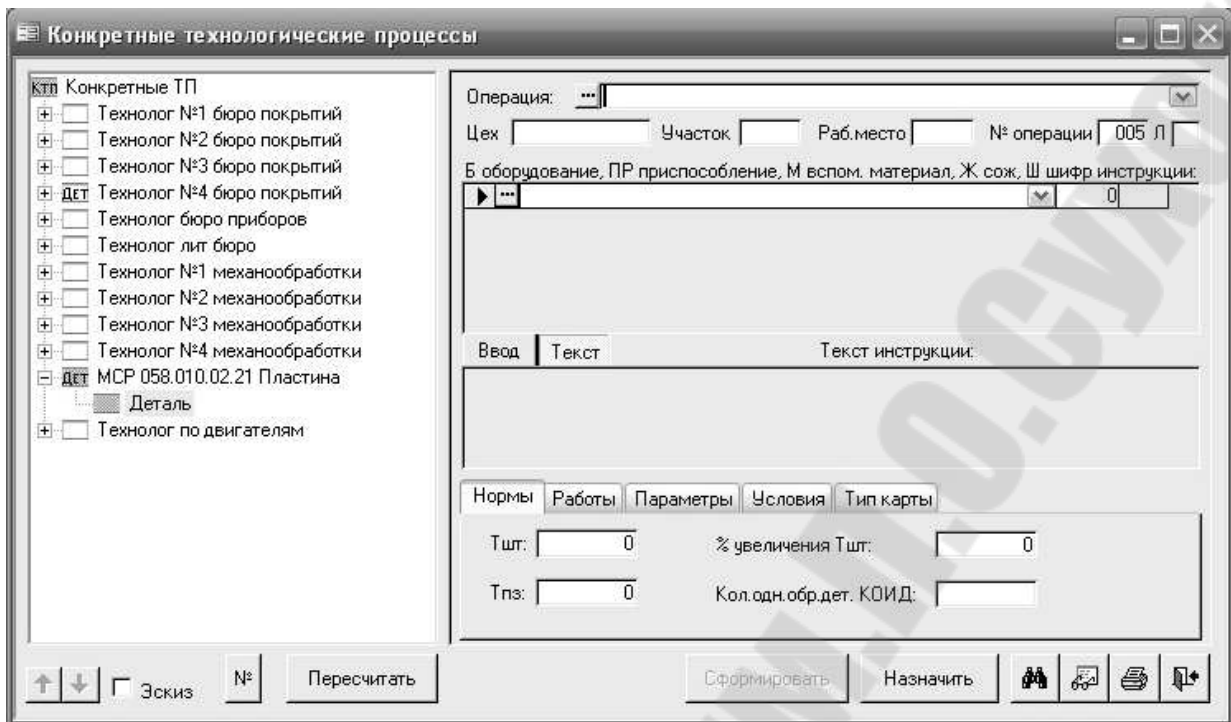 Конкретные технологические процессы
Ктп Конкретные ТП
Технолог №1 бюро покрытий
Технолог №2 бюро покрытий
Технолог №3 бюро покрытий
ДЕТ Технолог №4 бюро покрытий
Технолог бюро приборов
Технолог лит бюро
Технолог №1 механообработки
Технолог №2 механообработки
Технолог №3 механообработки
Технолог №4 механообработки
ДЕТ МСР 058.010.02.21 Пластина
Деталь
Технолог по двигателям
Эскиз № Пересчитать
Операция: ...
Цех Участок Раб.место № операции 005 Л
Б оборудование, ПР приспособление, М вспом. материал, Ж сож, Ш шифр инструкции:
... 0
Ввод Текст Текст инструкции:
Нормы Работы Параметры Условия Тип карты
Тшт: 0 % увеличения Тшт: 0
Тпз: 0 Кол.одн.обр.дет. КОИД:
Сформировать Назначить